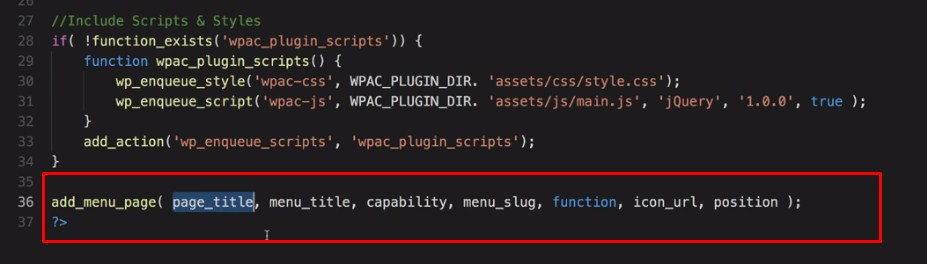 26
27 //Include Scripts & Styles
28 if( !function_exists('wpac_plugin_scripts')) {
29 function wpac_plugin_scripts() {
30 wp_enqueue_style('wpac-css', WPAC_PLUGIN_DIR. 'assets/css/style.css');
31 wp_enqueue_script('wpac-js', WPAC_PLUGIN_DIR. 'assets/js/main.js', 'jQuery', '1.0.0', true );
32 }
33 add_action('wp_enqueue_scripts', 'wpac_plugin_scripts');
34 }
35
36 add_menu_page( page_title, menu_title, capability, menu_slug, function, icon_url, position );
37 ?>